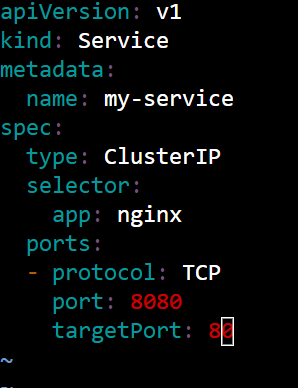 apiVersion: v1
kind: Service
metadata:
  name: my-service
spec:
  type: ClusterIP
  selector:
    app: nginx
  ports:
  - protocol: TCP
    port: 8080
    targetPort: 80
~